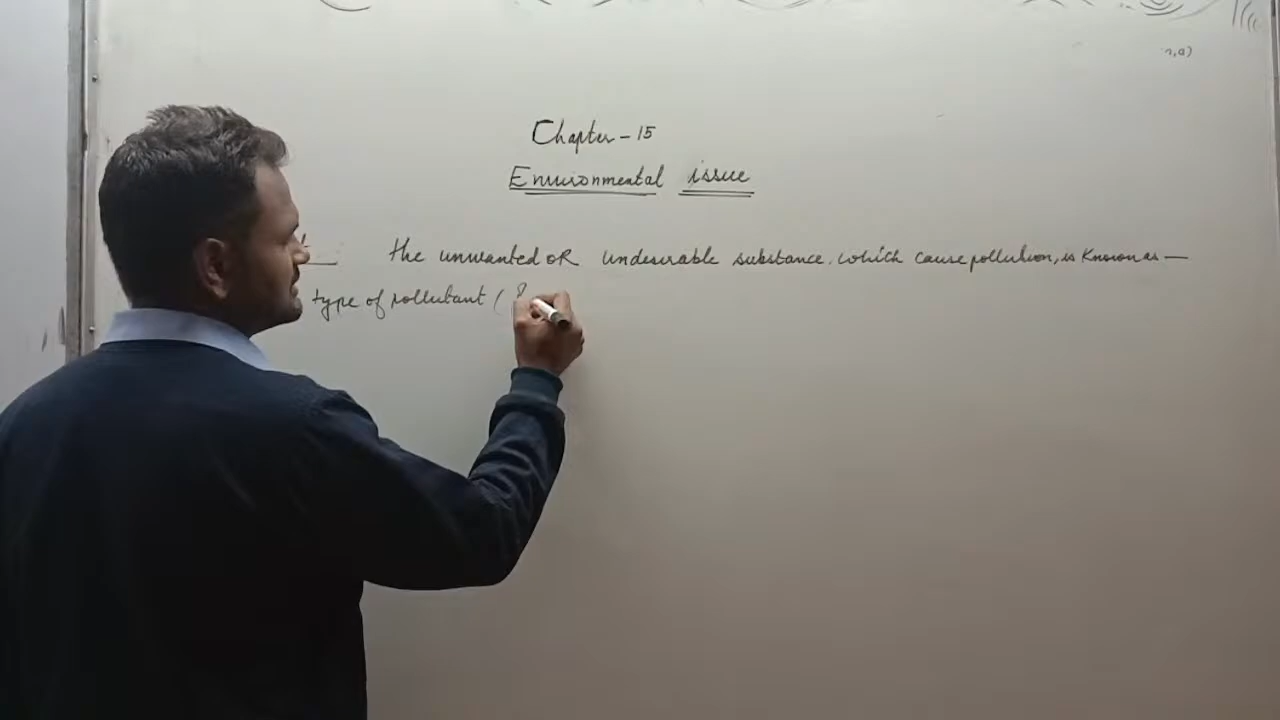 Chapter-15
Environmental issue
the unwanted OR undesirable substance, which cause pollution, is known as —
type of pollutant (